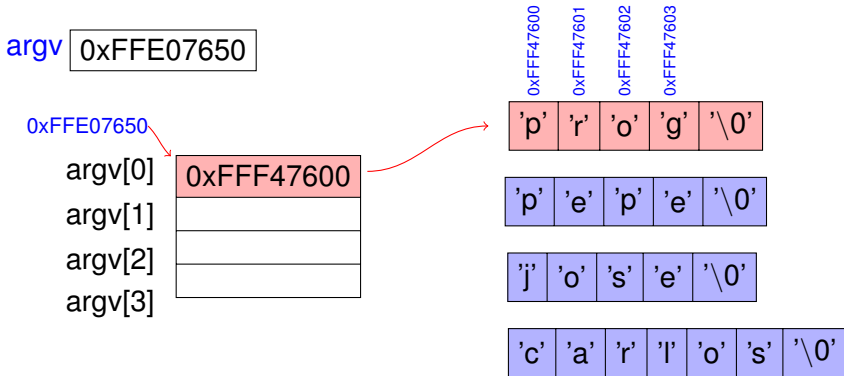 argv 0xFFE07650
0xFFF47600 0xFFF47601 0xFFF47602 0xFFF47603
'p' 'r' 'o' 'g' '\0'
0xFFE07650
argv[0] 0xFFF47600
argv[1]
'p' 'e' 'p' 'e' '\0'
argv[2]
'j' 'o' 's' 'e' '\0'
argv[3]
'c' 'a' 'r' 'l' 'o' 's' '\0'